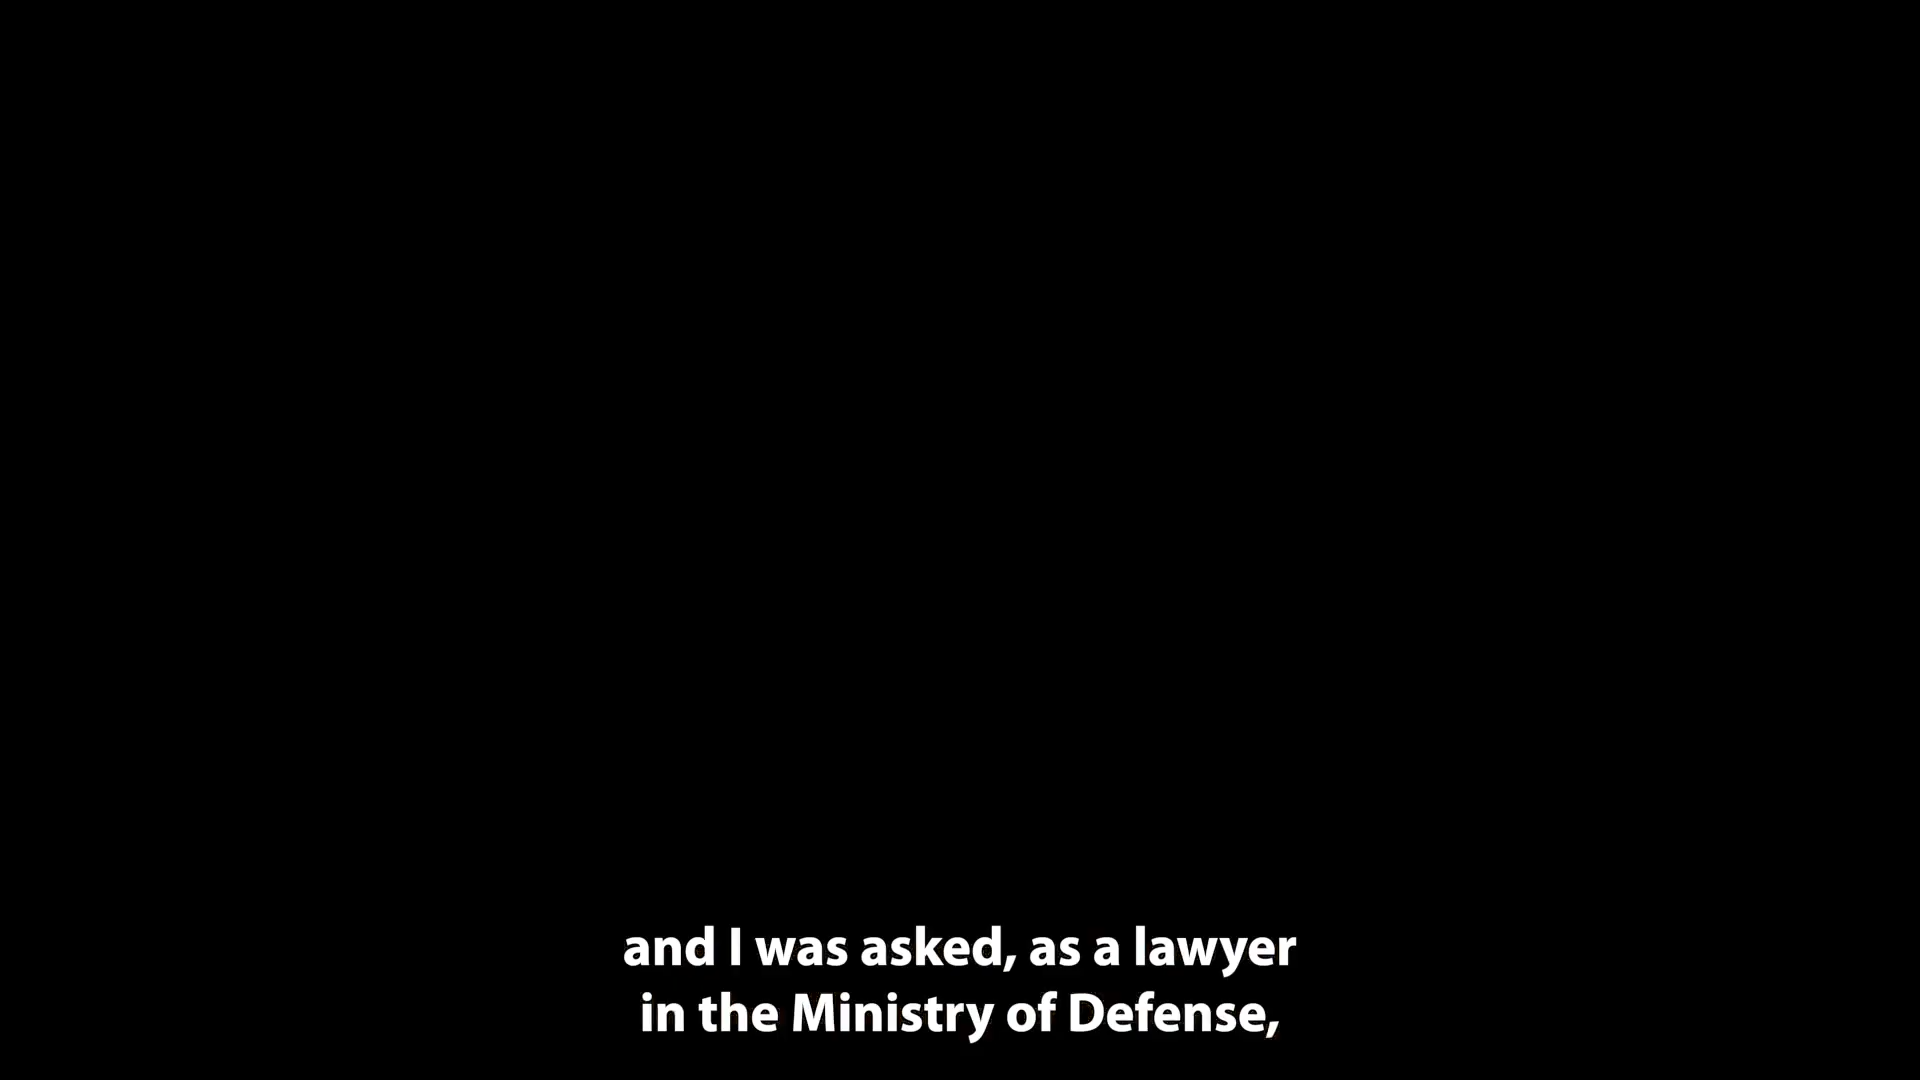 and I was asked, as a lawyer
in the Ministry of Defense,